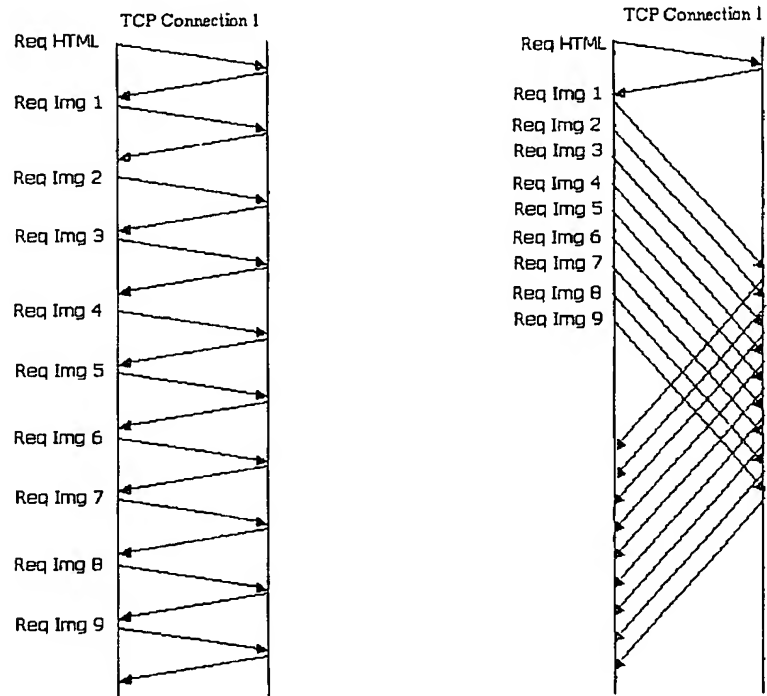 TCP Connection 1
Req HTML
Req Img 1
Req Img 2
Req Img 3
Req Img 4
Req Img 5
Req Img 6
Req Img 7
Req Img 8
Req Img 9
TCP Connection 1
Req HTML
Req Img 1
Req Img 2
Req Img 3
Req Img 4
Req Img 5
Req Img 6
Req Img 7
Req Img 8
Req Img 9